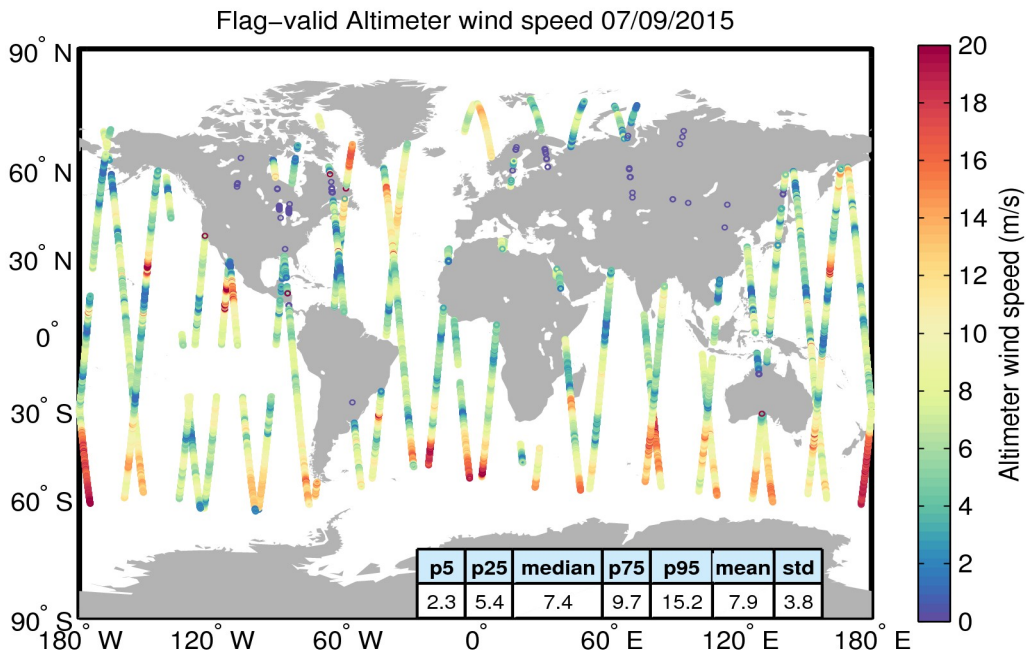 Flag−valid Altimeter wind speed 07/09/2015
90° N
60° N
30° N
0°
30° S
60° S
90° S
180° W
120° W
60° W
0°
60° E
120° E
180° E
p5 p25 median p75 p95 mean std
2.3 5.4 7.4 9.7 15.2 7.9 3.8
20
18
16
14
12
10
8
6
4
2
0
Altimeter wind speed (m/s)